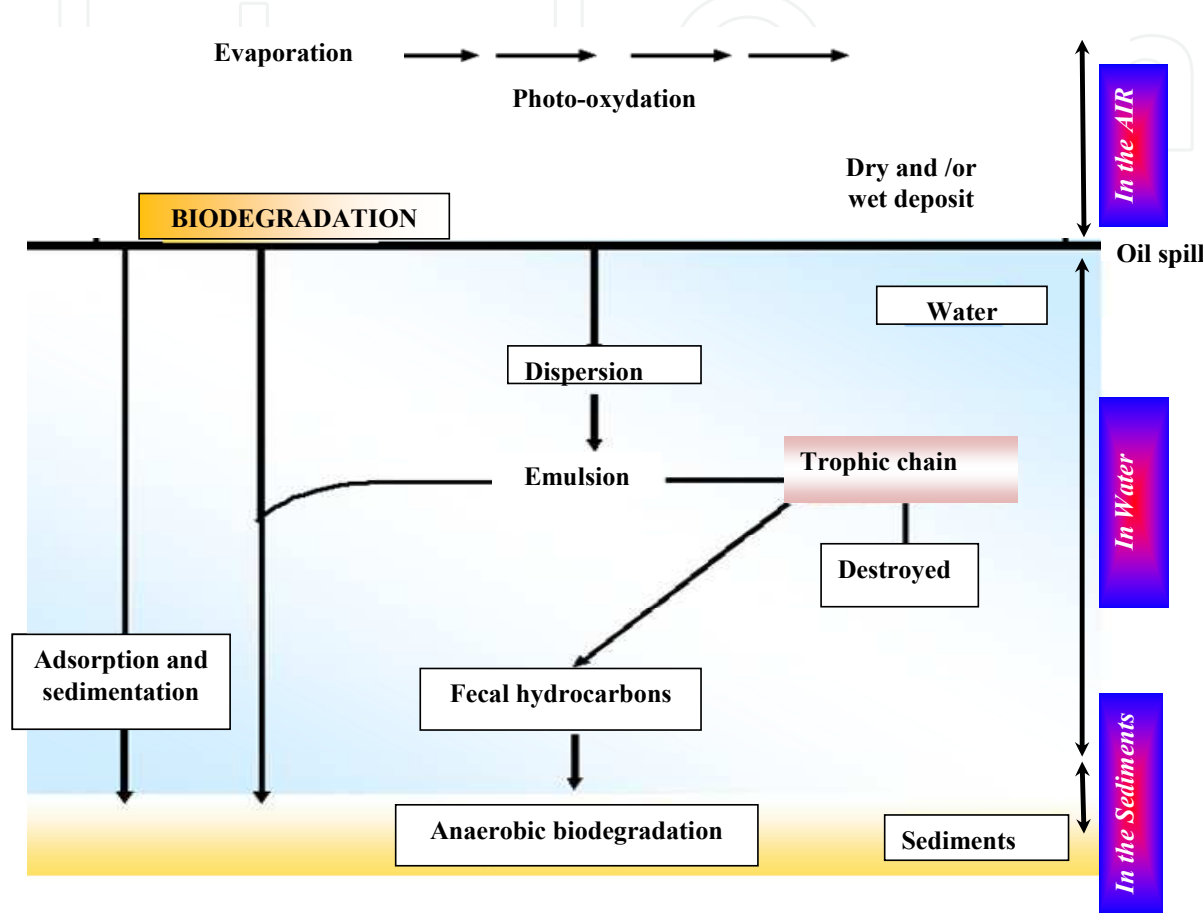 Evaporation
Photo-oxydation
In the AIR
Dry and /or
wet deposit
BIODEGRADATION
Oil spill
Water
Dispersion
Trophic chain
Emulsion
In Water
Destroyed
Adsorption and
sedimentation
Fecal hydrocarbons
In the Sediments
Anaerobic biodegradation
Sediments